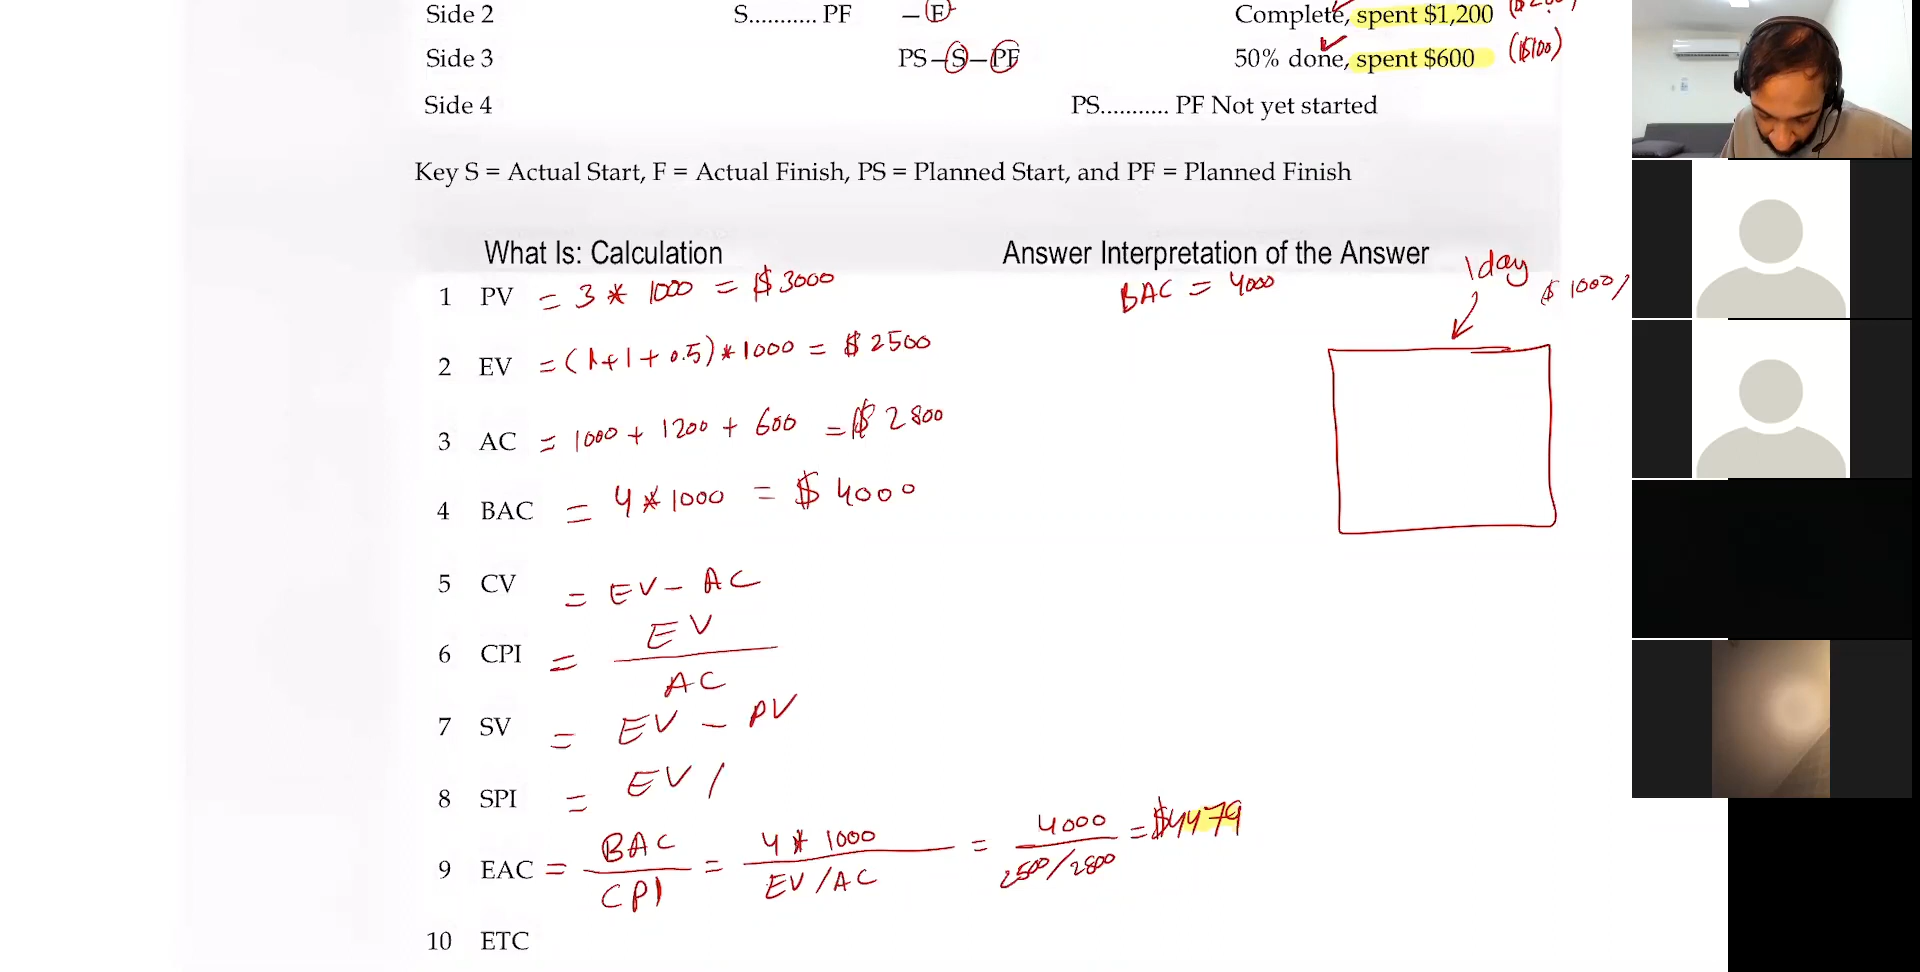 Side 2 S........... PF – F Complete, spent $1,200
Side 3 PS – S – PF 50% done, spent $600 ($100)
Side 4 PS........... PF Not yet started
Key S = Actual Start, F = Actual Finish, PS = Planned Start, and PF = Planned Finish
What Is: Calculation Answer Interpretation of the Answer
1 PV = 3 * 1000 = $3000 BAC = 4000 1day $1000/
2 EV = (1+1+0.5)*1000 = $2500
3 AC = 1000 + 1200 + 600 = $2800
4 BAC = 4*1000 = $4000
5 CV = EV – AC
6 CPI = EV
AC
7 SV = EV – PV
8 SPI = EV /
9 EAC = BAC = 4 * 1000 = 4000 = $4479
CPI EV/AC 2500/2800
10 ETC